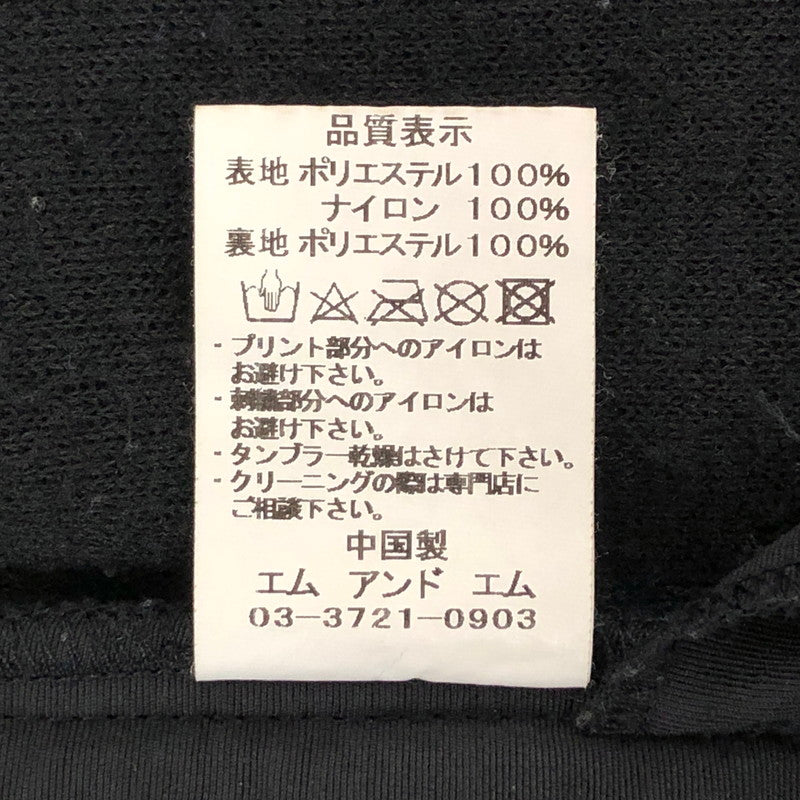 品質表示
表地 ポリエステル100%
ナイロン 100%
裏地 ポリエステル100%
・プリント部分へのアイロンは
お避け下さい。
・刺繍部分へのアイロンは
お避け下さい。
・タンブラー乾燥はさけて下さい。
・クリーニングの際は専門店に
ご相談下さい。
中国製
エム アンド エム
03-3721-0903